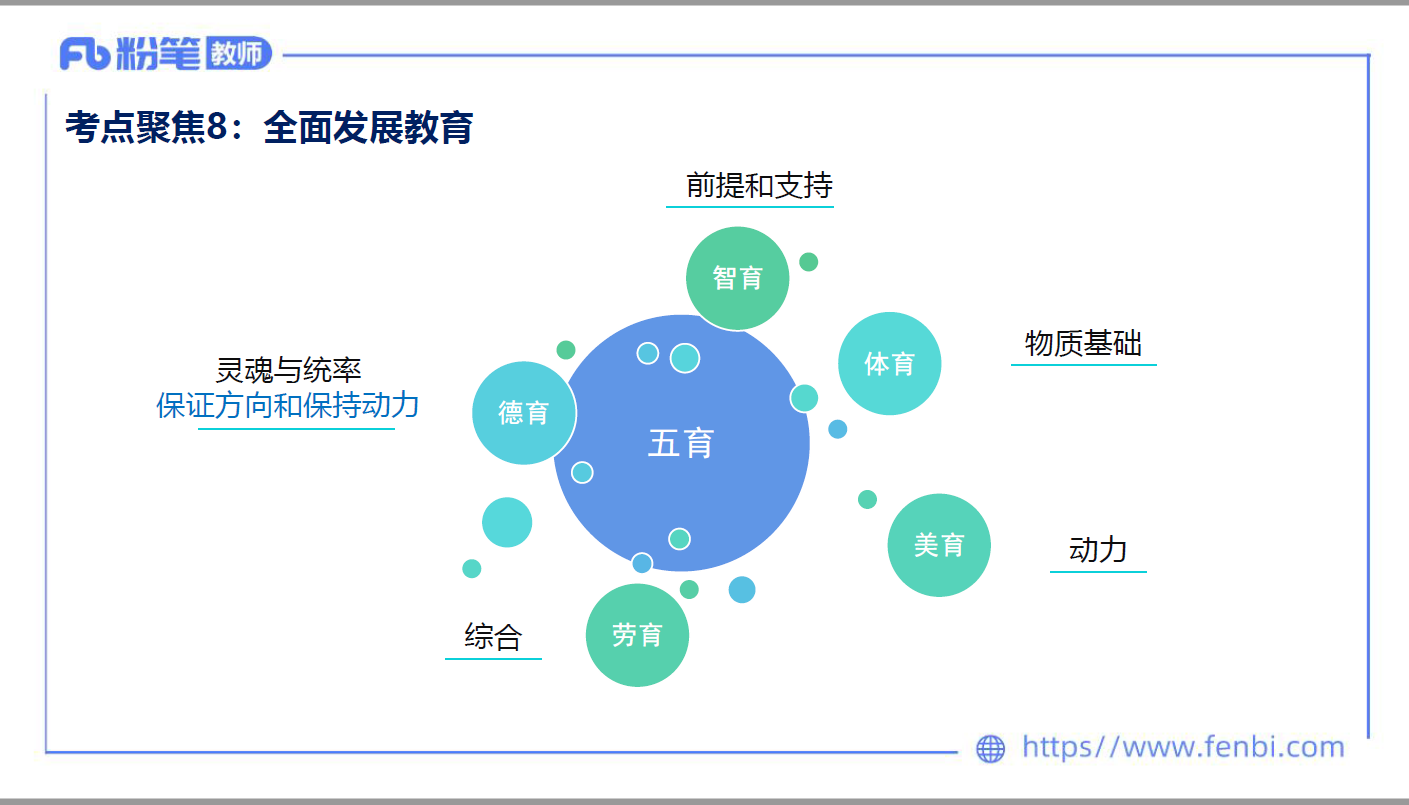 粉笔教师
考点聚焦8：全面发展教育
前提和支持
智育
物质基础
体育
灵魂与统率
保证方向和保持动力
德育
五育
美育
动力
综合
劳育
https//www.fenbi.com